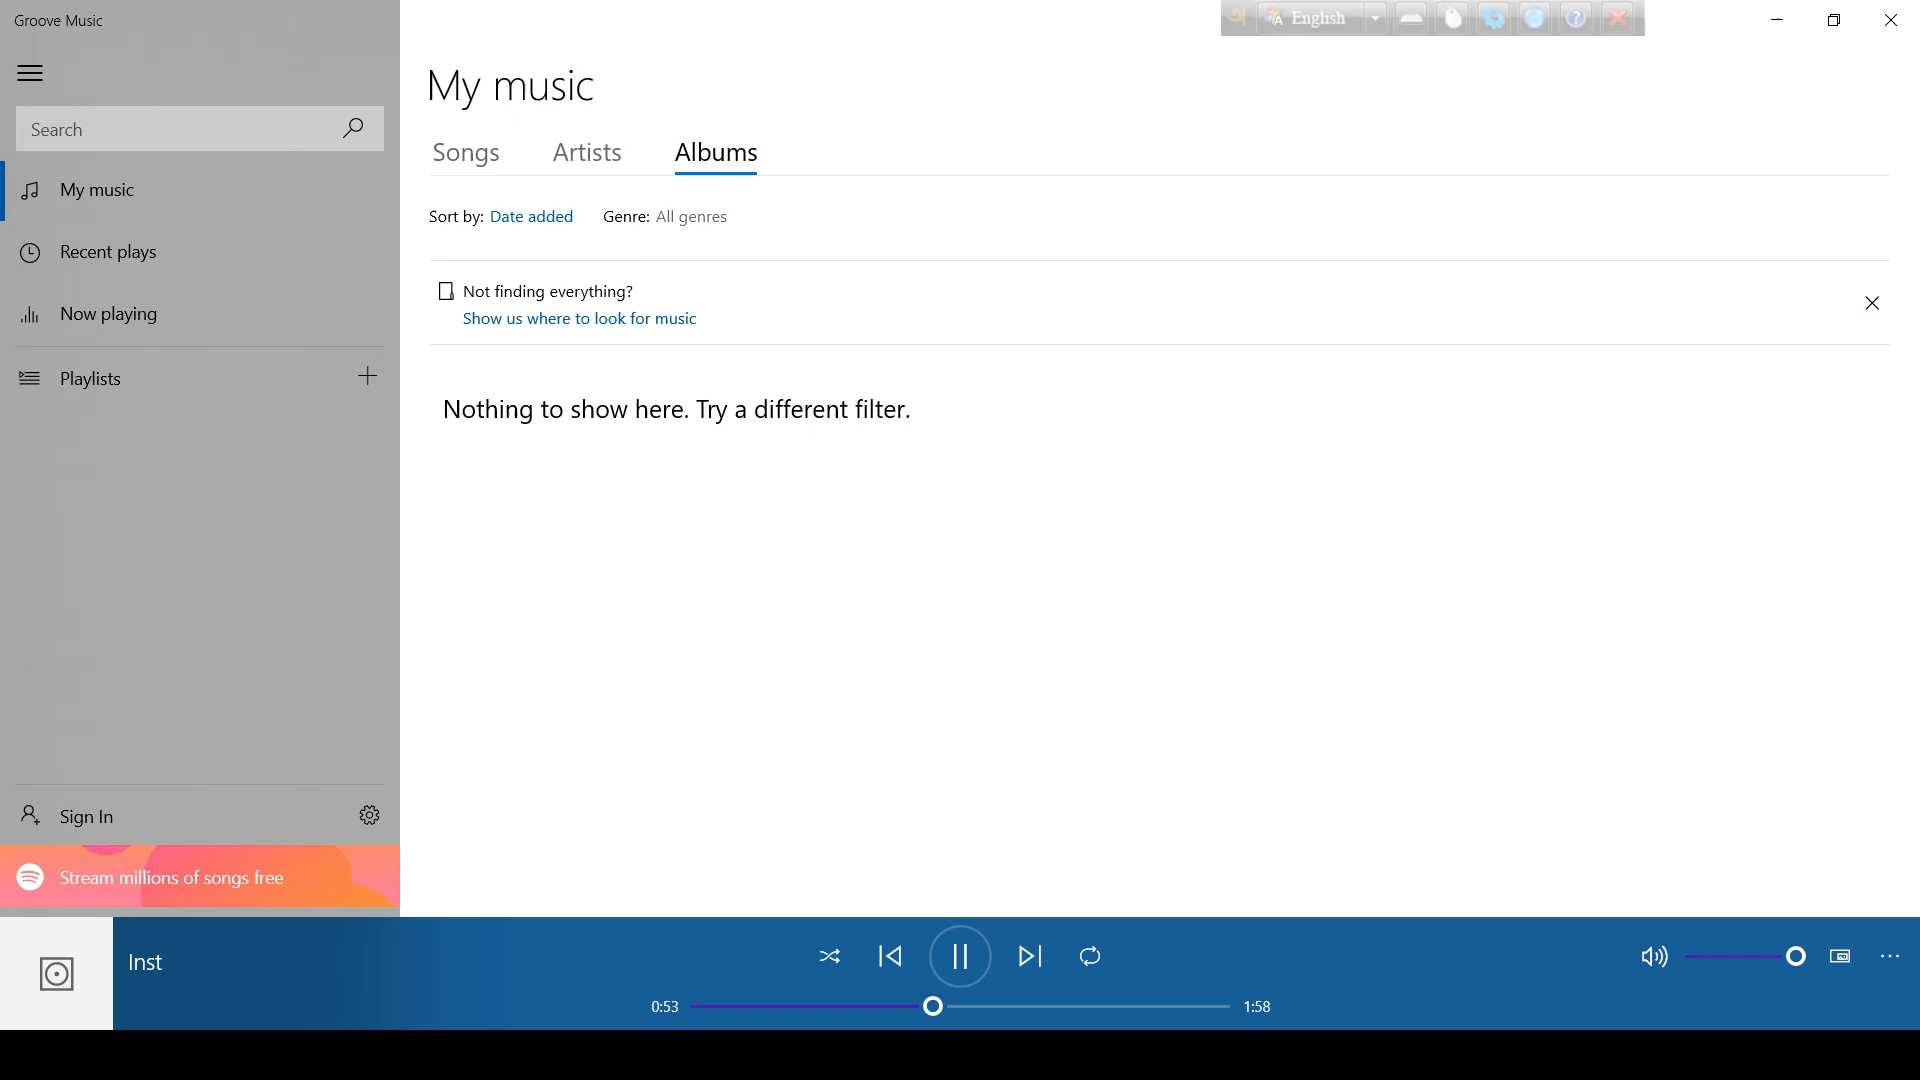 Groove Music
English
Search
My music
Recent plays
Now playing
Playlists
Sign In
Stream millions of songs free
My music
Songs Artists Albums
Sort by: Date added Genre: All genres
Not finding everything?
Show us where to look for music
Nothing to show here. Try a different filter.
Inst
0:53 1:58